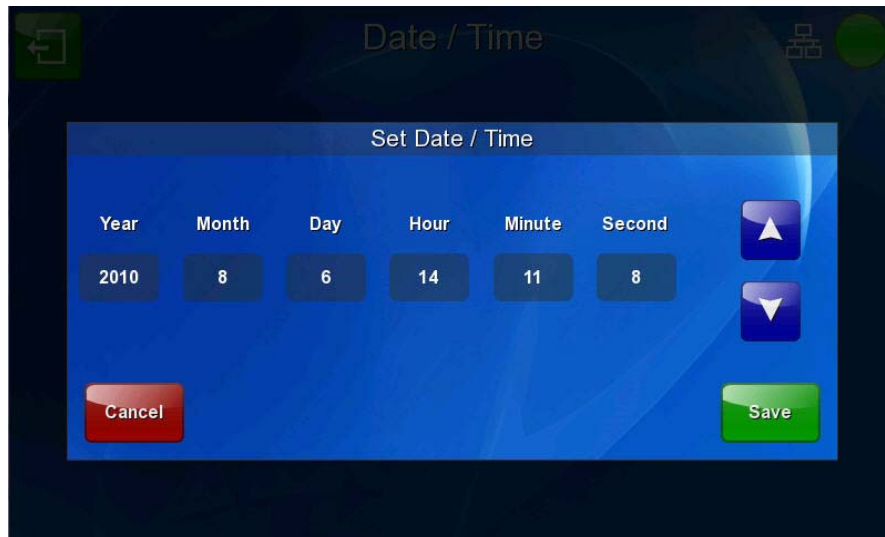 Date / Time
Set Date / Time
Year Month Day Hour Minute Second
2010 8 6 14 11 8
Cancel Save